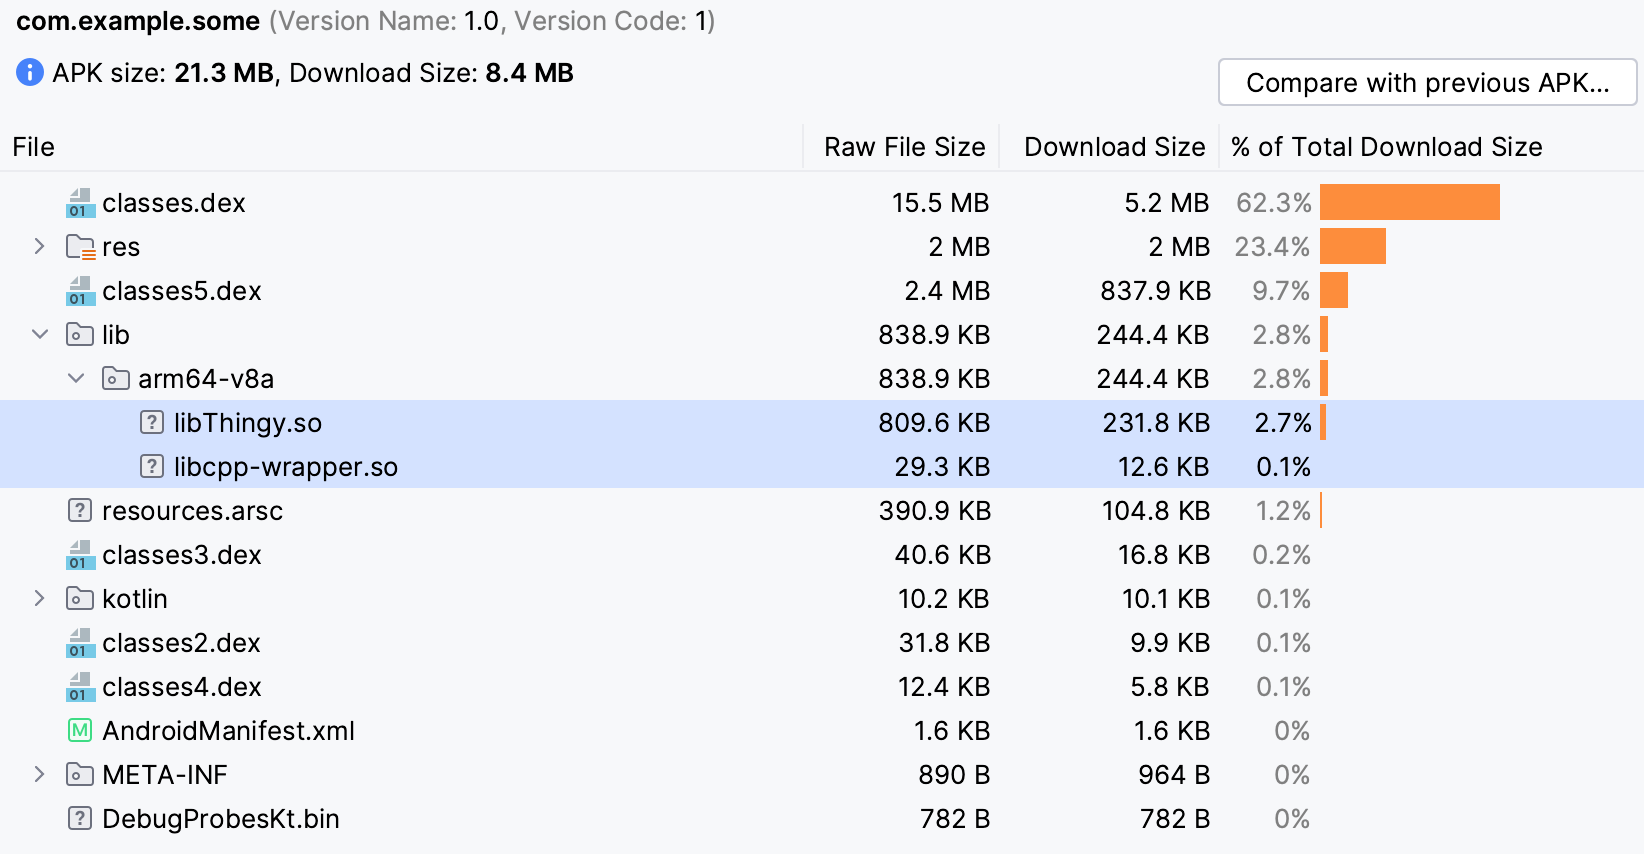 com.example.some (Version Name: 1.0, Version Code: 1)
APK size: 21.3 MB, Download Size: 8.4 MB
Compare with previous APK...
File Raw File Size Download Size % of Total Download Size
01 classes.dex 15.5 MB 5.2 MB 62.3%
res 2 MB 2 MB 23.4%
01 classes5.dex 2.4 MB 837.9 KB 9.7%
lib 838.9 KB 244.4 KB 2.8%
arm64-v8a 838.9 KB 244.4 KB 2.8%
? libThingy.so 809.6 KB 231.8 KB 2.7%
? libcpp-wrapper.so 29.3 KB 12.6 KB 0.1%
? resources.arsc 390.9 KB 104.8 KB 1.2%
01 classes3.dex 40.6 KB 16.8 KB 0.2%
kotlin 10.2 KB 10.1 KB 0.1%
01 classes2.dex 31.8 KB 9.9 KB 0.1%
01 classes4.dex 12.4 KB 5.8 KB 0.1%
M AndroidManifest.xml 1.6 KB 1.6 KB 0%
META-INF 890 B 964 B 0%
? DebugProbesKt.bin 782 B 782 B 0%